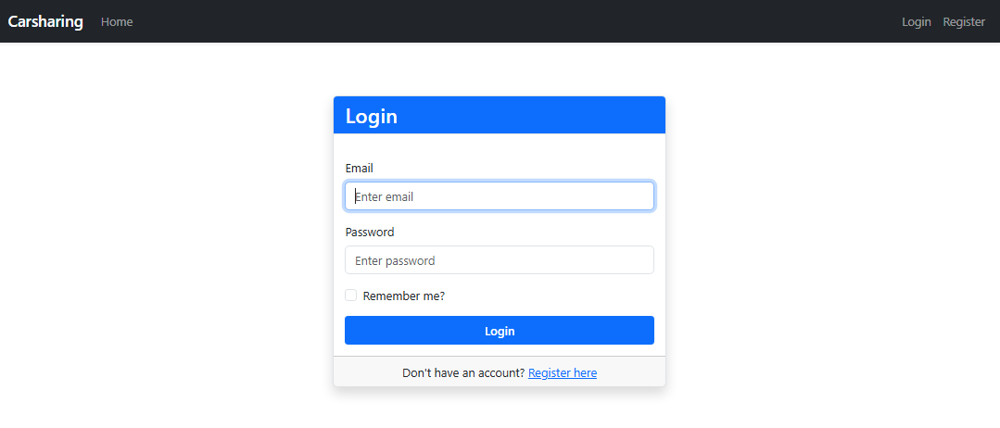 Carsharing Home Login Register
Login
Email
Enter email
Password
Enter password
Remember me?
Login
Don't have an account? Register here